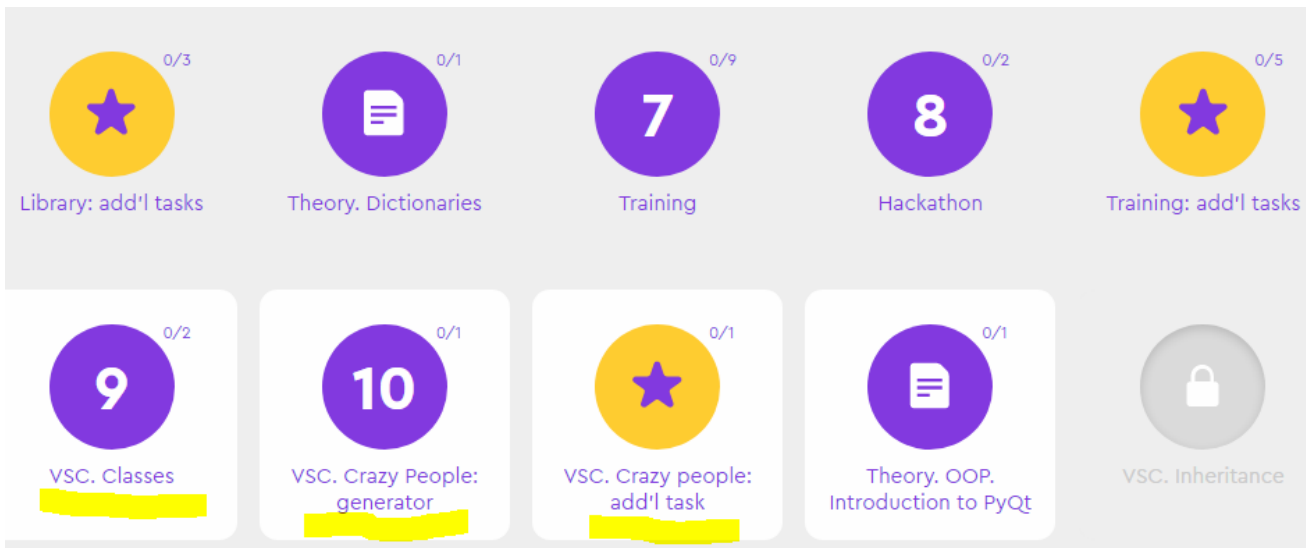 0/3
0/1
0/9
0/2
0/5
7
8
Library: add'l tasks
Theory. Dictionaries
Training
Hackathon
Training: add'l tasks
0/2
0/1
0/1
0/1
9
10
VSC. Classes
VSC. Crazy People:
generator
VSC. Crazy people:
add'l task
Theory. OOP.
Introduction to PyQt
VSC. Inheritance